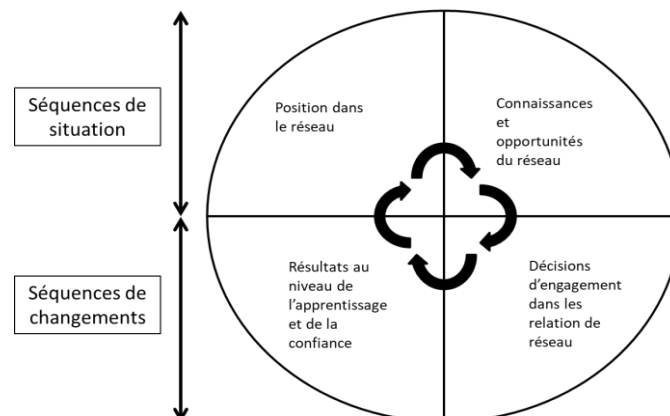 Séquences de
situation
Position dans
le réseau
Connaissances
et
opportunités
du réseau
Séquences de
changements
Résultats au
niveau de
l'apprentissage
et de la
confiance
Décisions
d'engagement
dans les
relation de
réseau